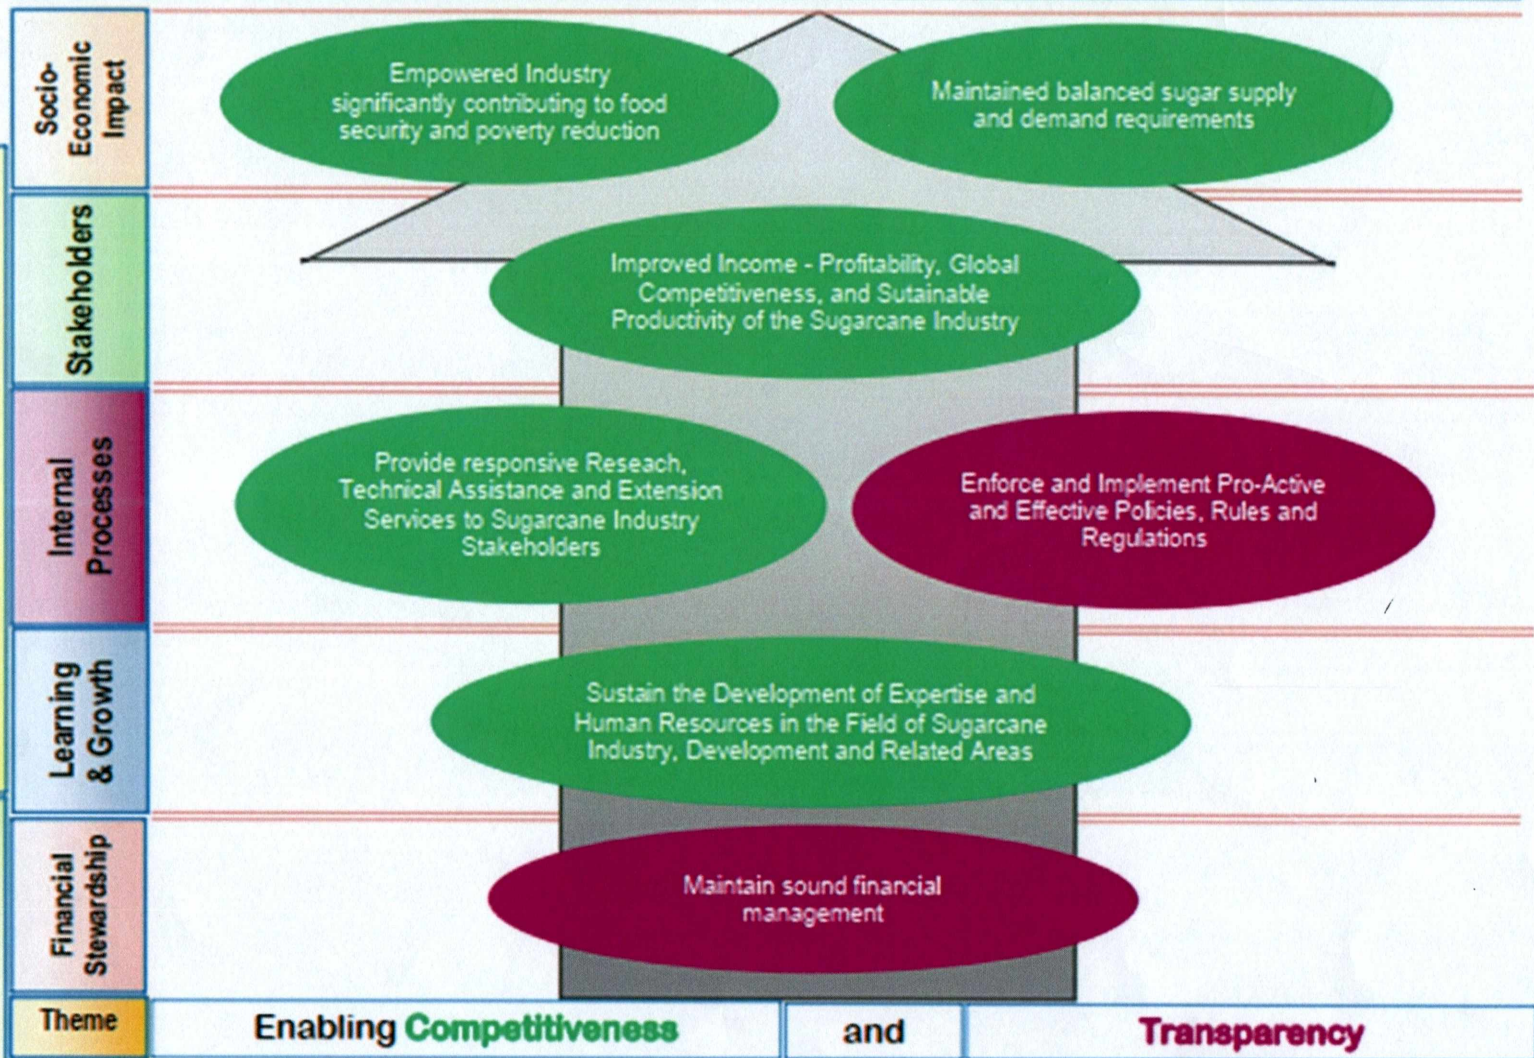 Socio-
Economic
Impact
Empowered Industry
significantly contributing to food
security and poverty reduction
Maintained balanced sugar supply
and demand requirements
Stakeholders
Improved Income - Profitability, Global
Competitiveness, and Sutainable
Productivity of the Sugarcane Industry
Internal
Processes
Provide responsive Reseach,
Technical Assistance and Extension
Services to Sugarcane Industry
Stakeholders
Enforce and Implement Pro-Active
and Effective Policies, Rules and
Regulations
Learning
& Growth
Sustain the Development of Expertise and
Human Resources in the Field of Sugarcane
Industry, Development and Related Areas
Financial
Stewardship
Maintain sound financial
management
Theme
Enabling Competitiveness
and
Transparency